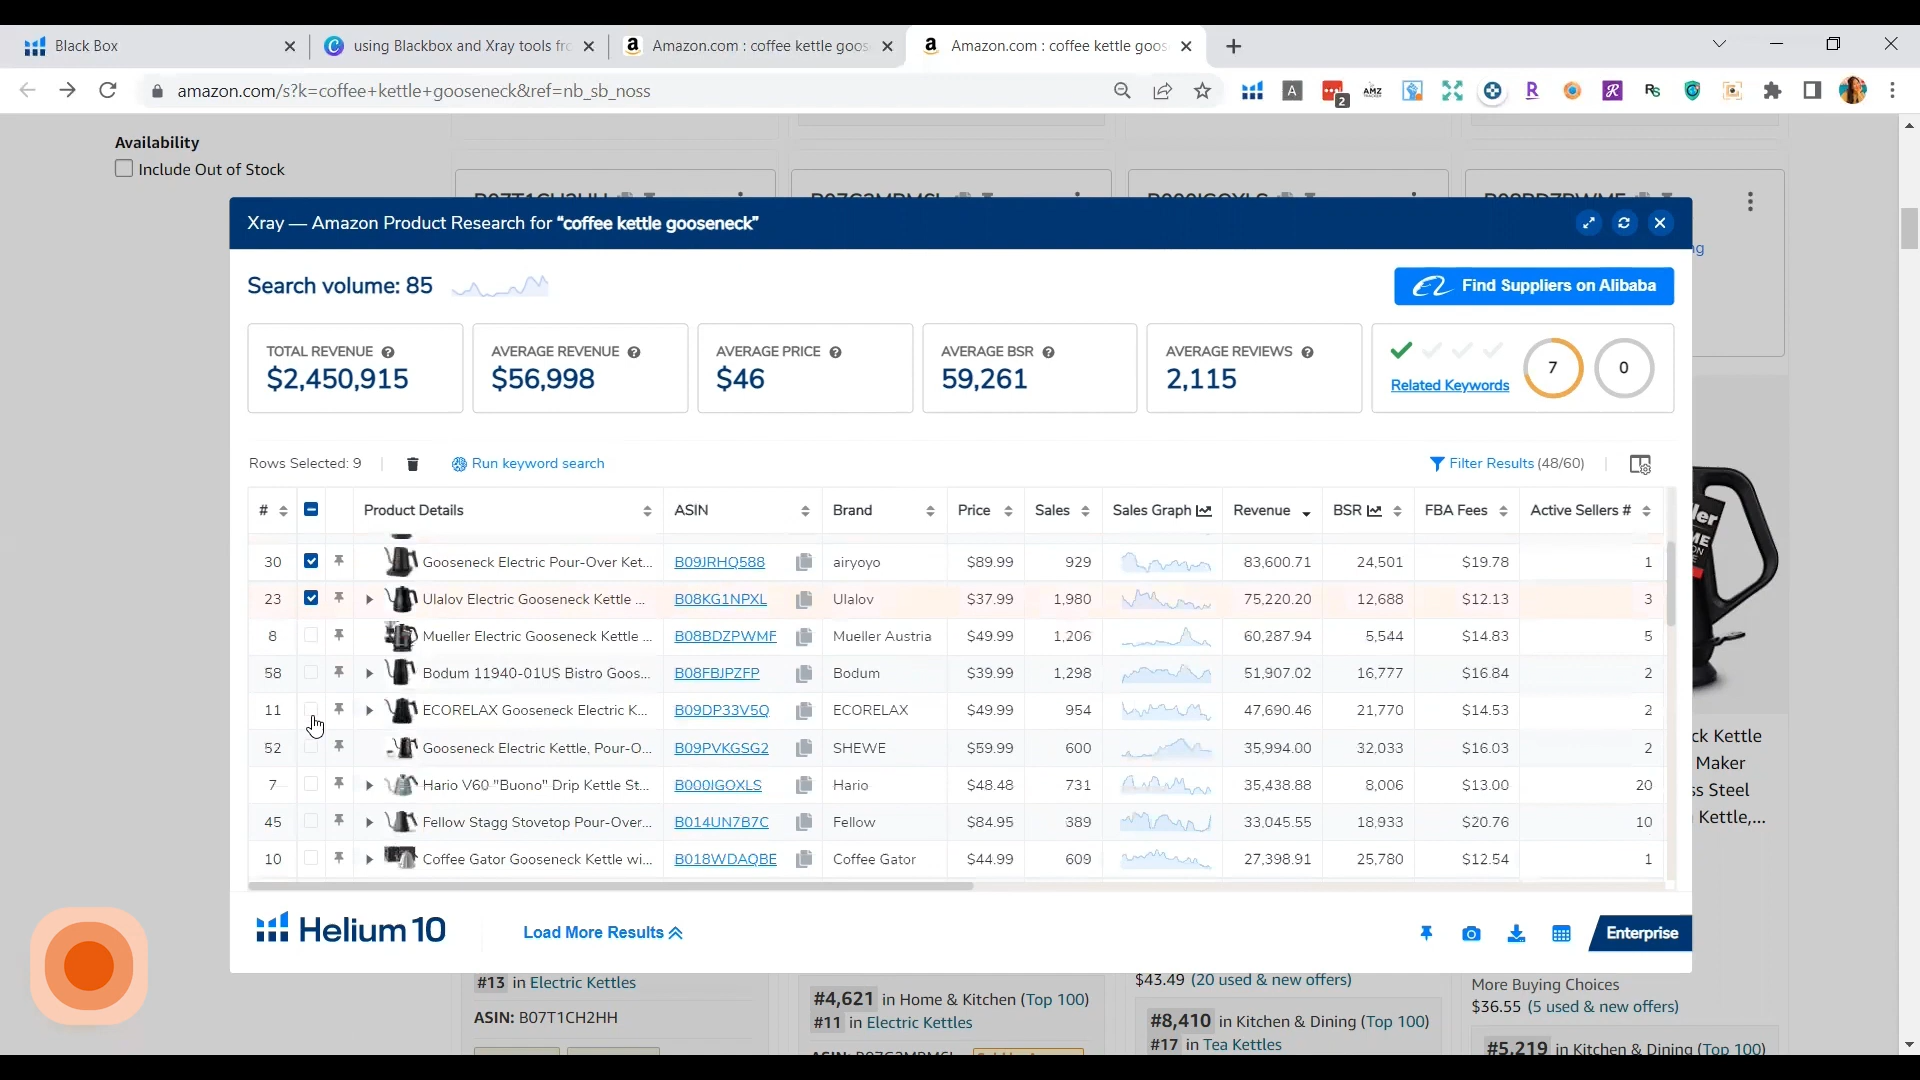 Black Box
using Blackbox and Xray tools fr
Amazon.com : coffee kettle goos
Amazon.com : coffee kettle goos
amazon.com/s?k=coffee+kettle+gooseneck&ref=nb_sb_noss
A
2
AMZ
R
R
RS
Availability
Include Out of Stock
Xray — Amazon Product Research for "coffee kettle gooseneck"
Search volume: 85
Find Suppliers on Alibaba
TOTAL REVENUE
$2,450,915
AVERAGE REVENUE
$56,998
AVERAGE PRICE
$46
AVERAGE BSR
59,261
AVERAGE REVIEWS
2,115
Related Keywords
7
0
Rows Selected: 9
Run keyword search
Filter Results (48/60)
# Product Details ASIN Brand Price Sales Sales Graph Revenue BSR FBA Fees Active Sellers #
30 Gooseneck Electric Pour-Over Ket... B09JRHQ588 airyoyo $89.99 929 83,600.71 24,501 $19.78 1
23 Ulalov Electric Gooseneck Kettle ... B08KG1NPXL Ulalov $37.99 1,980 75,220.20 12,688 $12.13 3
8 Mueller Electric Gooseneck Kettle ... B08BDZPWMF Mueller Austria $49.99 1,206 60,287.94 5,544 $14.83 5
58 Bodum 11940-01US Bistro Goos... B08FBJPZFP Bodum $39.99 1,298 51,907.02 16,777 $16.84 2
11 ECORELAX Gooseneck Electric K... B09DP33V5Q ECORELAX $49.99 954 47,690.46 21,770 $14.53 2
52 Gooseneck Electric Kettle, Pour-O... B09PVKGSG2 SHEWE $59.99 600 35,994.00 32,033 $16.03 2
7 Hario V60 "Buono" Drip Kettle St... B000IGOXLS Hario $48.48 731 35,438.88 8,006 $13.00 20
45 Fellow Stagg Stovetop Pour-Over... B014UN7B7C Fellow $84.95 389 33,045.55 18,933 $20.76 10
10 Coffee Gator Gooseneck Kettle wi... B018WDAQBE Coffee Gator $44.99 609 27,398.91 25,780 $12.54 1
Helium 10
Load More Results
Enterprise
ck Kettle
Maker
ss Steel
Kettle,...
#13 in Electric Kettles
ASIN: B07T1CH2HH
#4,621 in Home & Kitchen (Top 100)
#11 in Electric Kettles
$43.49 (20 used & new offers)
#8,410 in Kitchen & Dining (Top 100)
#17 in Tea Kettles
More Buying Choices
$36.55 (5 used & new offers)
#5,219 in Kitchen & Dining (Top 100)